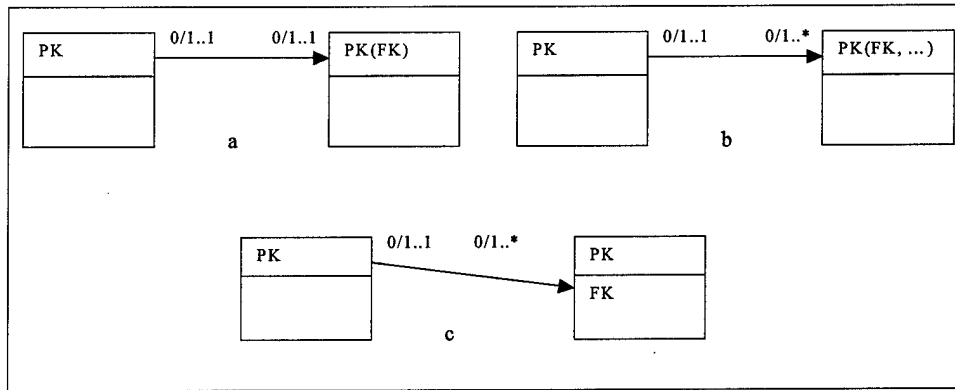 PK 0/1..1 0/1..1 PK(FK)
a
PK 0/1..1 0/1..* PK(FK, ...)
b
PK 0/1..1 0/1..* PK
FK
c